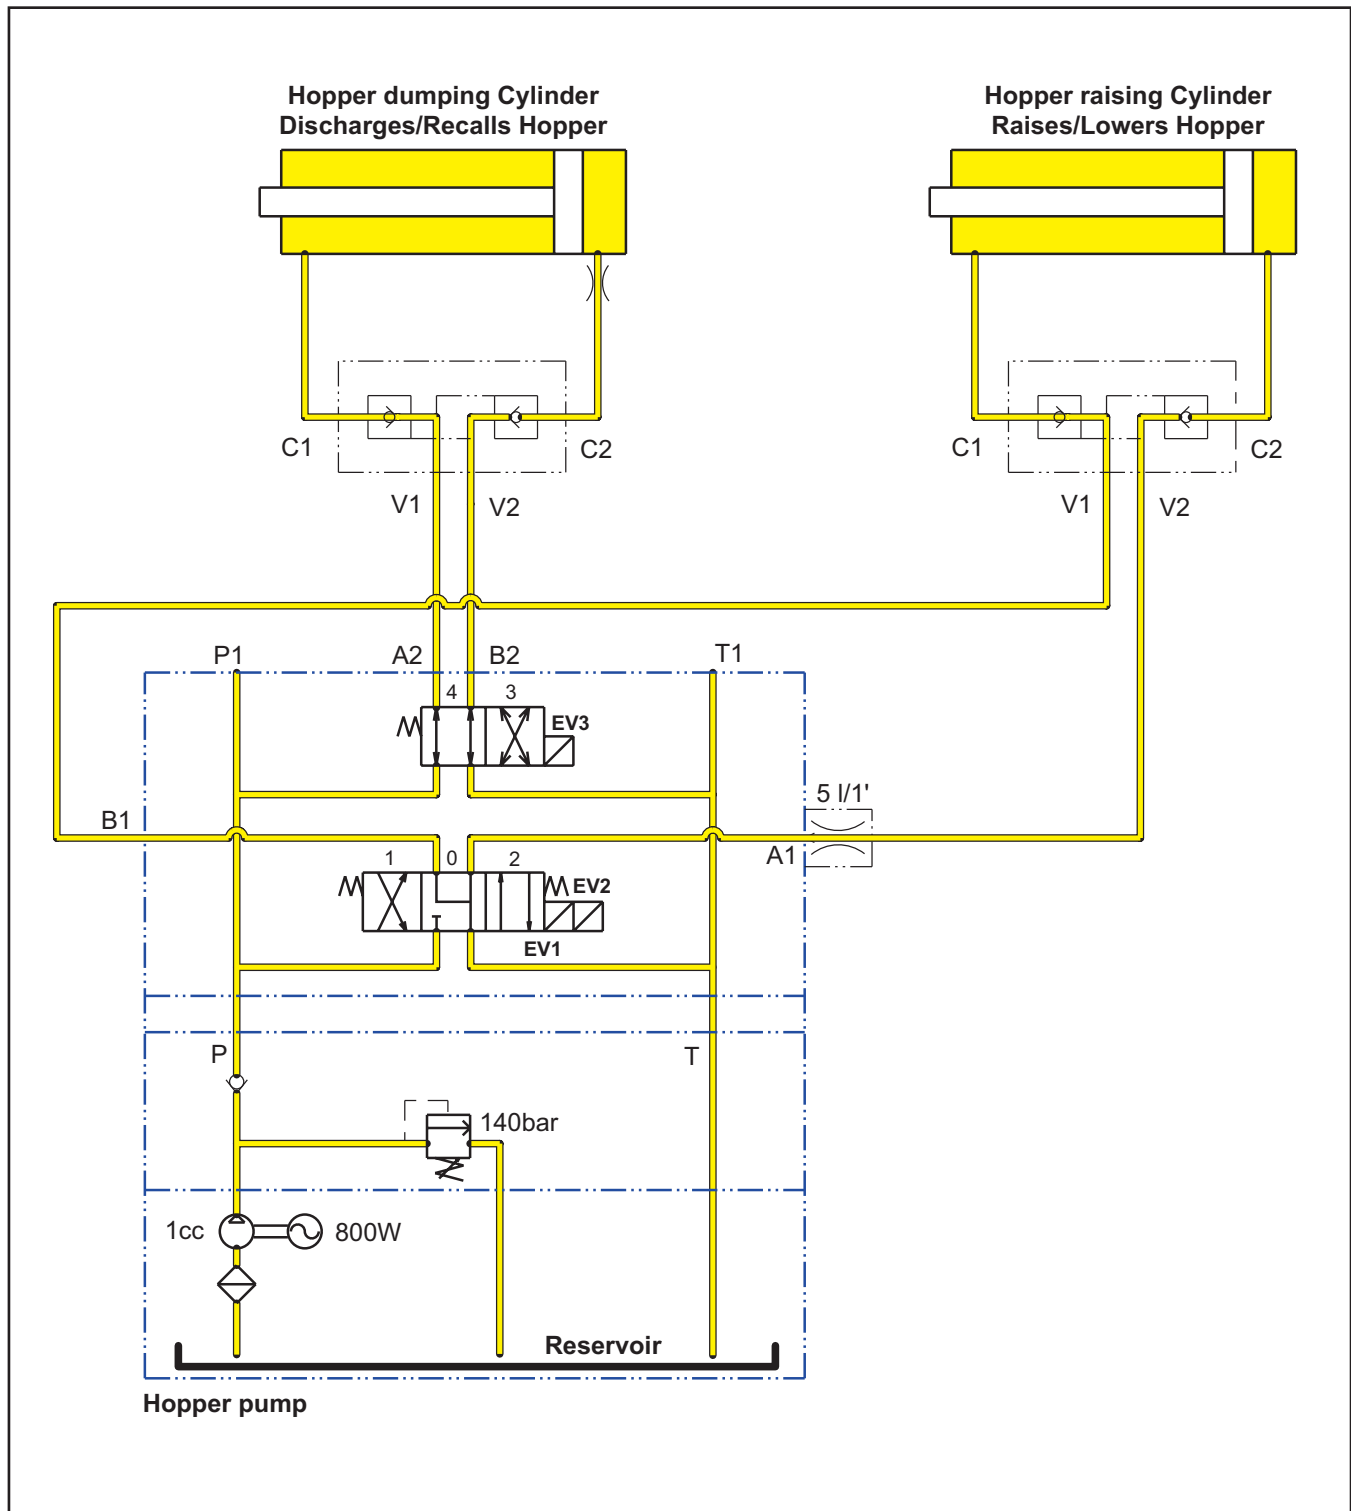 Hopper dumping Cylinder
Discharges/Recalls Hopper
Hopper raising Cylinder
Raises/Lowers Hopper
C1
C2
V1
V2
C1
C2
V1
V2
P1
A2
B2
T1
4
3
EV3
5 l/1'
B1
A1
1
0
2
EV2
EV1
P
T
140bar
1cc
800W
Reservoir
Hopper pump